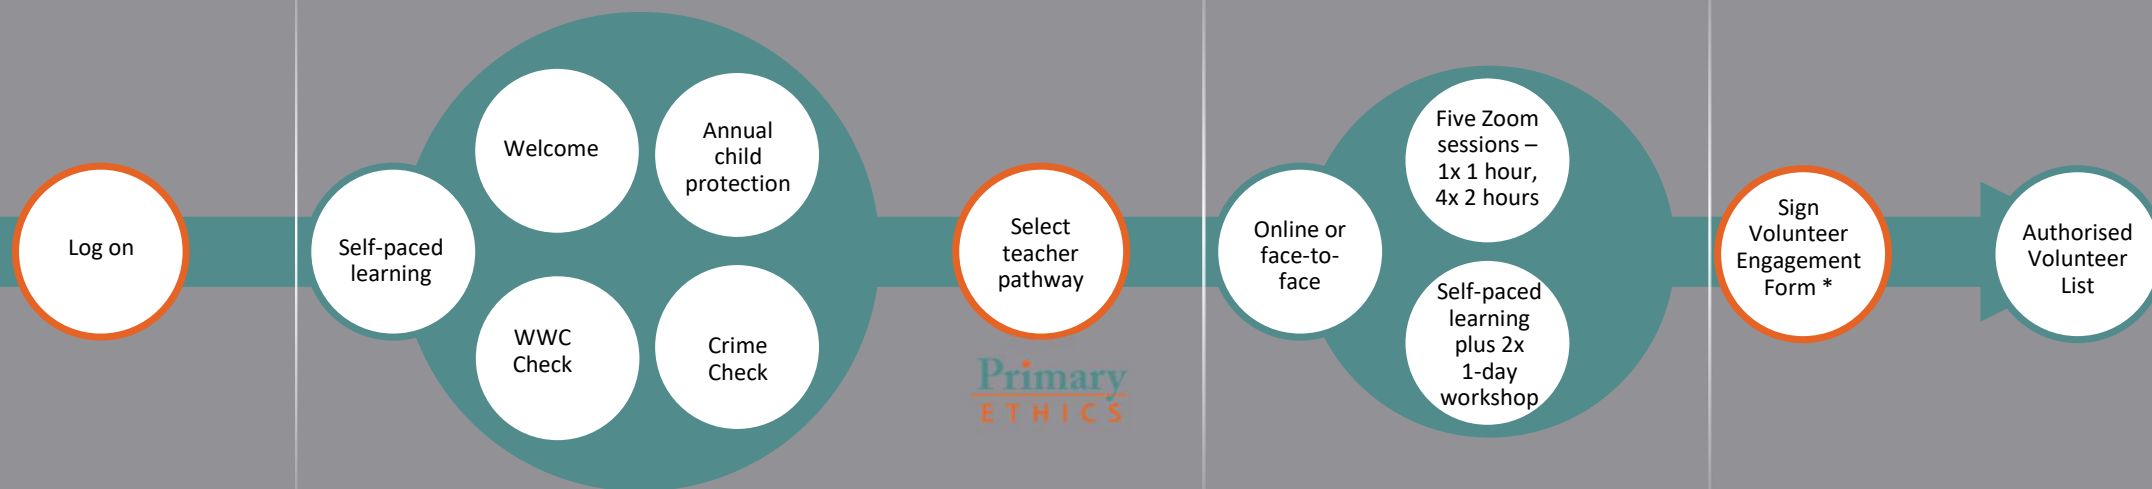 Log on
Self-paced
learning
Welcome
Annual
child
protection
WWC
Check
Crime
Check
Select
teacher
pathway
Primary
ETHICS
Online or
face-to-
face
Five Zoom
sessions –
1x 1 hour,
4x 2 hours
Self-paced
learning
plus 2x
1-day
workshop
Sign
Volunteer
Engagement
Form *
Authorised
Volunteer
List